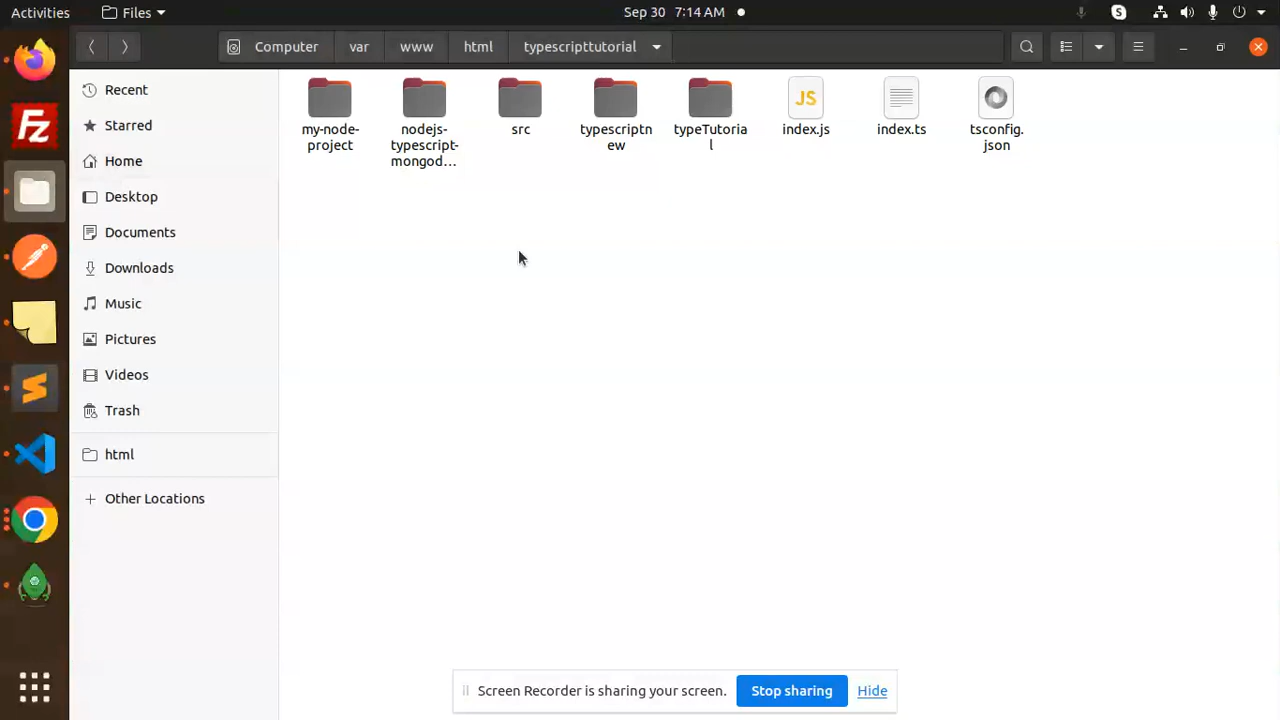 Activities Files Sep 30 7:14 AM
Computer var www html typescripttutorial
Recent
Starred
Home
Desktop
Documents
Downloads
Music
Pictures
Videos
Trash
html
Other Locations
my-node-
project
nodejs-
typescript-
mongod...
src
typescriptn
ew
typeTutoria
l
JS
index.js
index.ts
tsconfig.
json
Fz
S
Screen Recorder is sharing your screen. Stop sharing Hide